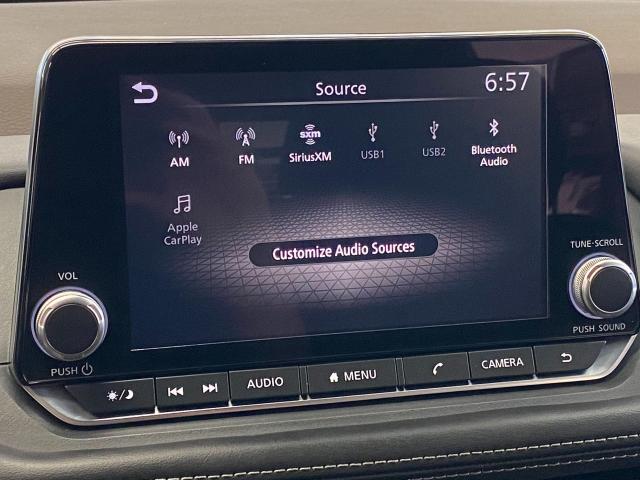 Source
6:57
AM
FM
sxm
SiriusXM
USB1
USB2
Bluetooth
Audio
Apple
CarPlay
Customize Audio Sources
VOL
PUSH
TUNE·SCROLL
PUSH SOUND
AUDIO
MENU
CAMERA